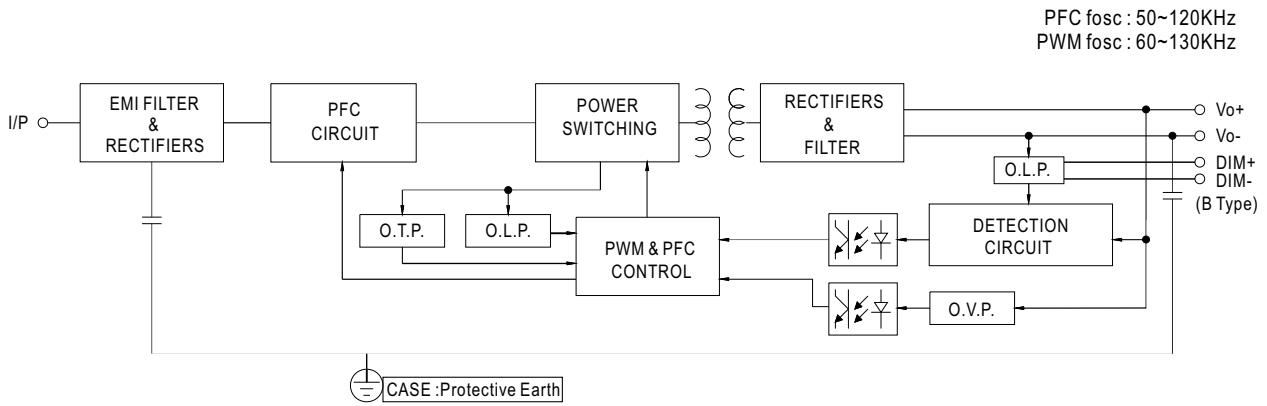 PFC fosc : 50~120KHz
PWM fosc : 60~130KHz
I/P
EMI FILTER
&
RECTIFIERS
PFC
CIRCUIT
POWER
SWITCHING
RECTIFIERS
&
FILTER
Vo+
Vo-
DIM+
DIM-
(B Type)
O.L.P.
O.T.P.
O.L.P.
PWM & PFC
CONTROL
DETECTION
CIRCUIT
O.V.P.
CASE :Protective Earth